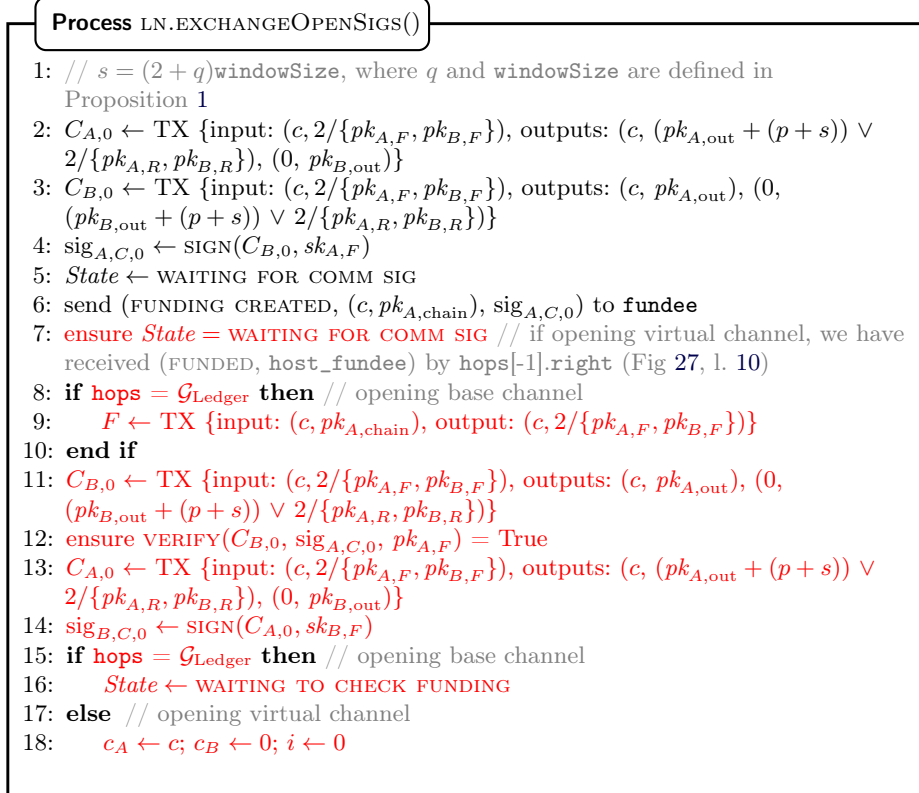 Process LN.EXCHANGEOPENSIGS()
1: // s = (2 + q)windowSize, where q and windowSize are defined in
Proposition 1
2: C_{A,0} ← TX {input: (c, 2/{pk_{A,F}, pk_{B,F}}), outputs: (c, (pk_{A,out} + (p + s)) ∨
2/{pk_{A,R}, pk_{B,R}}), (0, pk_{B,out})}
3: C_{B,0} ← TX {input: (c, 2/{pk_{A,F}, pk_{B,F}}), outputs: (c, pk_{A,out}), (0,
(pk_{B,out} + (p + s)) ∨ 2/{pk_{A,R}, pk_{B,R}})}
4: sig_{A,C,0} ← SIGN(C_{B,0}, sk_{A,F})
5: State ← WAITING FOR COMM SIG
6: send (FUNDING CREATED, (c, pk_{A,chain}), sig_{A,C,0}) to fundee
7: ensure State = WAITING FOR COMM SIG // if opening virtual channel, we have
received (FUNDED, host_fundee) by hops[-1].right (Fig 27, l. 10)
8: if hops = 𝒢_{Ledger} then // opening base channel
9: F ← TX {input: (c, pk_{A,chain}), output: (c, 2/{pk_{A,F}, pk_{B,F}})}
10: end if
11: C_{B,0} ← TX {input: (c, 2/{pk_{A,F}, pk_{B,F}}), outputs: (c, pk_{A,out}), (0,
(pk_{B,out} + (p + s)) ∨ 2/{pk_{A,R}, pk_{B,R}})}
12: ensure VERIFY(C_{B,0}, sig_{A,C,0}, pk_{A,F}) = True
13: C_{A,0} ← TX {input: (c, 2/{pk_{A,F}, pk_{B,F}}), outputs: (c, (pk_{A,out} + (p + s)) ∨
2/{pk_{A,R}, pk_{B,R}}), (0, pk_{B,out})}
14: sig_{B,C,0} ← SIGN(C_{A,0}, sk_{B,F})
15: if hops = 𝒢_{Ledger} then // opening base channel
16: State ← WAITING TO CHECK FUNDING
17: else // opening virtual channel
18: c_A ← c; c_B ← 0; i ← 0